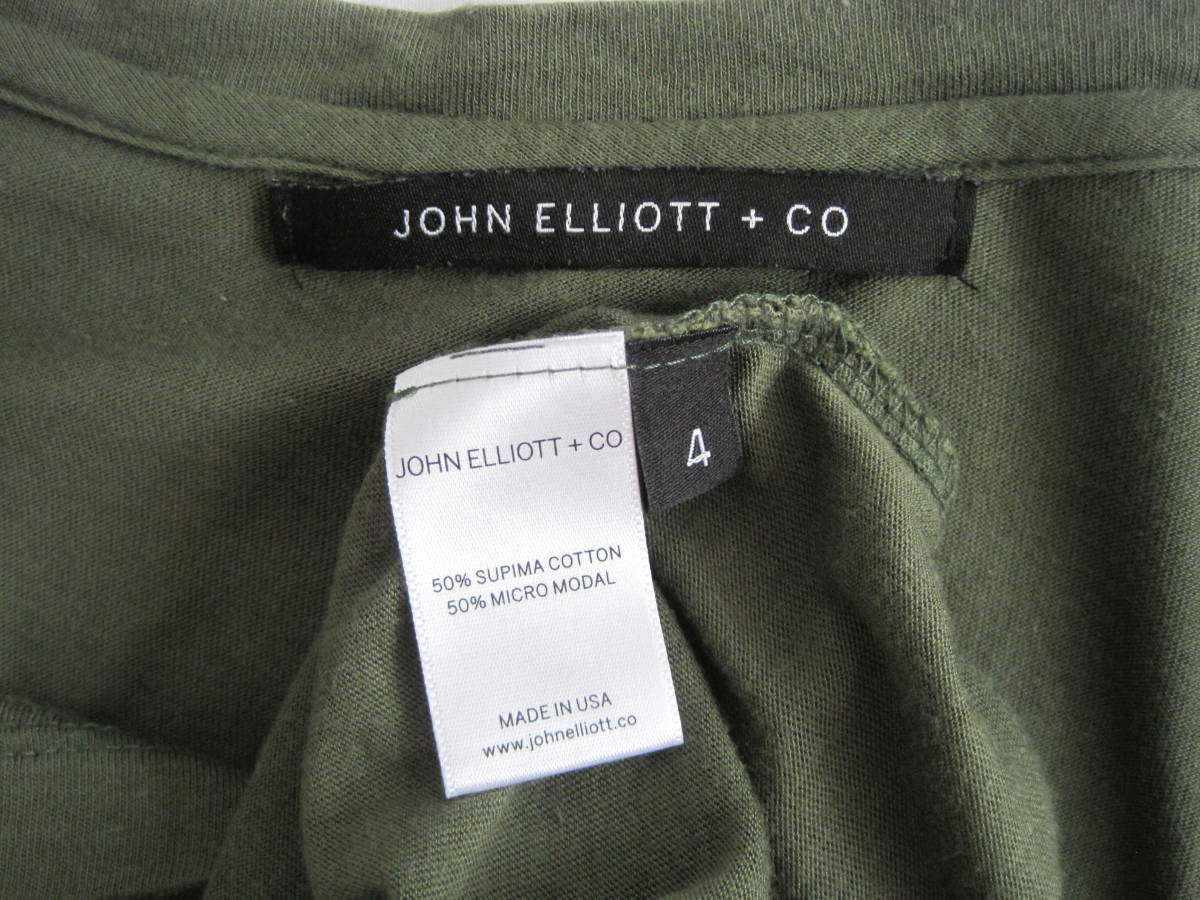 JOHN ELLIOTT + CO
JOHN ELLIOTT + CO
4
50% SUPIMA COTTON
50% MICRO MODAL
MADE IN USA
www.johnelliott.co